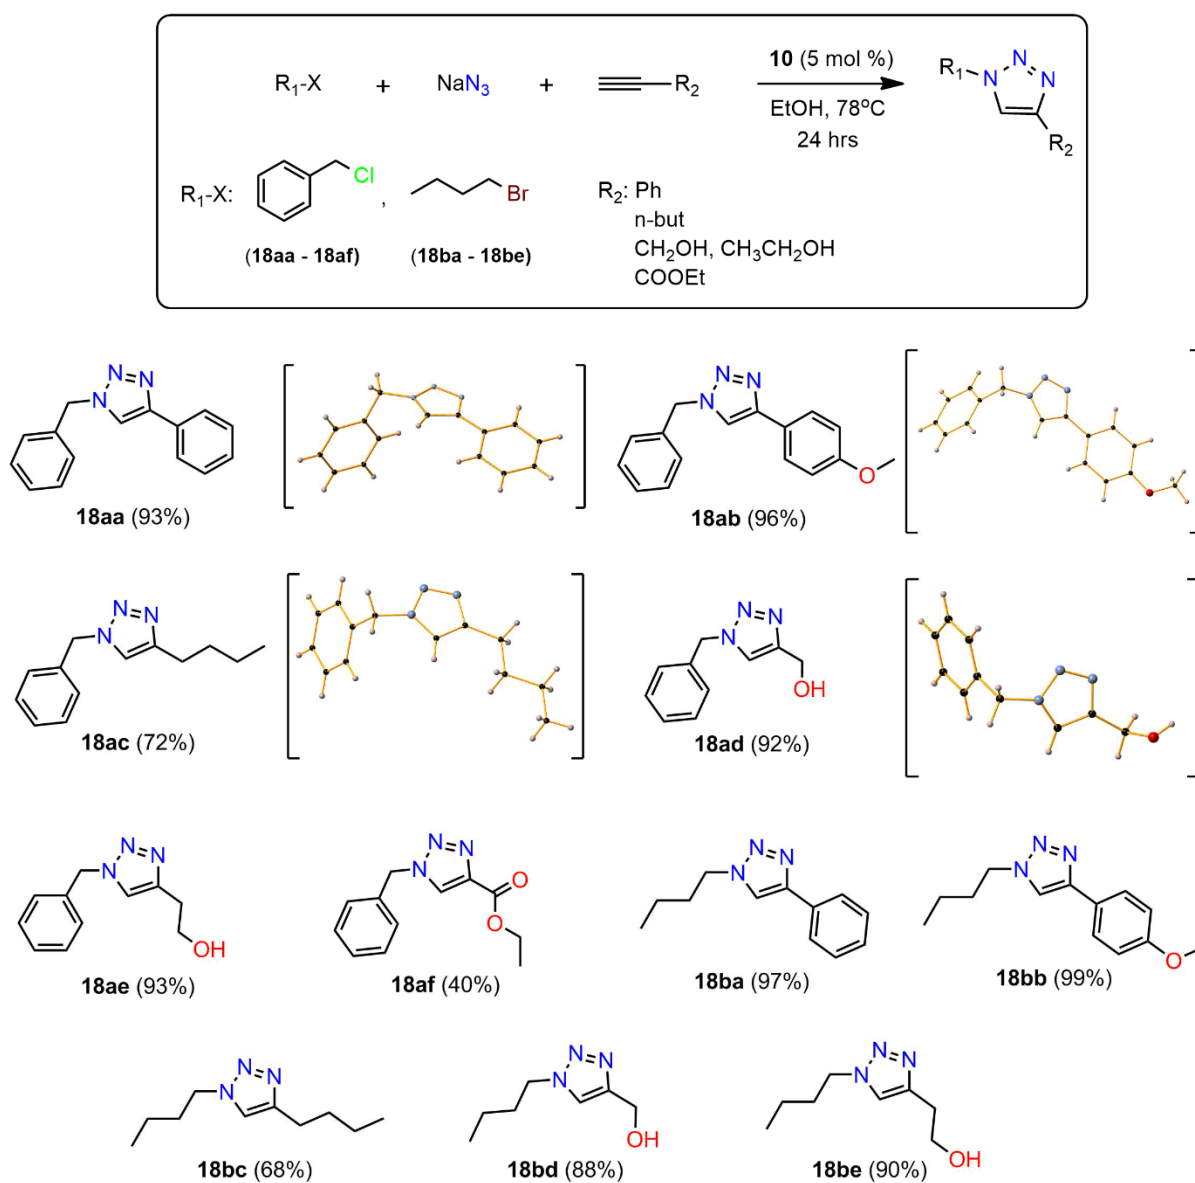 R₁-X + NaN₃ + R₂
10 (5 mol %)
EtOH, 78ºC
24 hrs
R₁ N N N R₂
R₁-X: Cl , Br
(18aa - 18af) (18ba - 18be)
R₂: Ph
n-but
CH₂OH, CH₃CH₂OH
COOEt
N N N
18aa (93%)
N N N O
18ab (96%)
N N N
18ac (72%)
N N N OH
18ad (92%)
N N N OH
18ae (93%)
N N N O O
18af (40%)
N N N
18ba (97%)
N N N O
18bb (99%)
N N N
18bc (68%)
N N N OH
18bd (88%)
N N N OH
18be (90%)